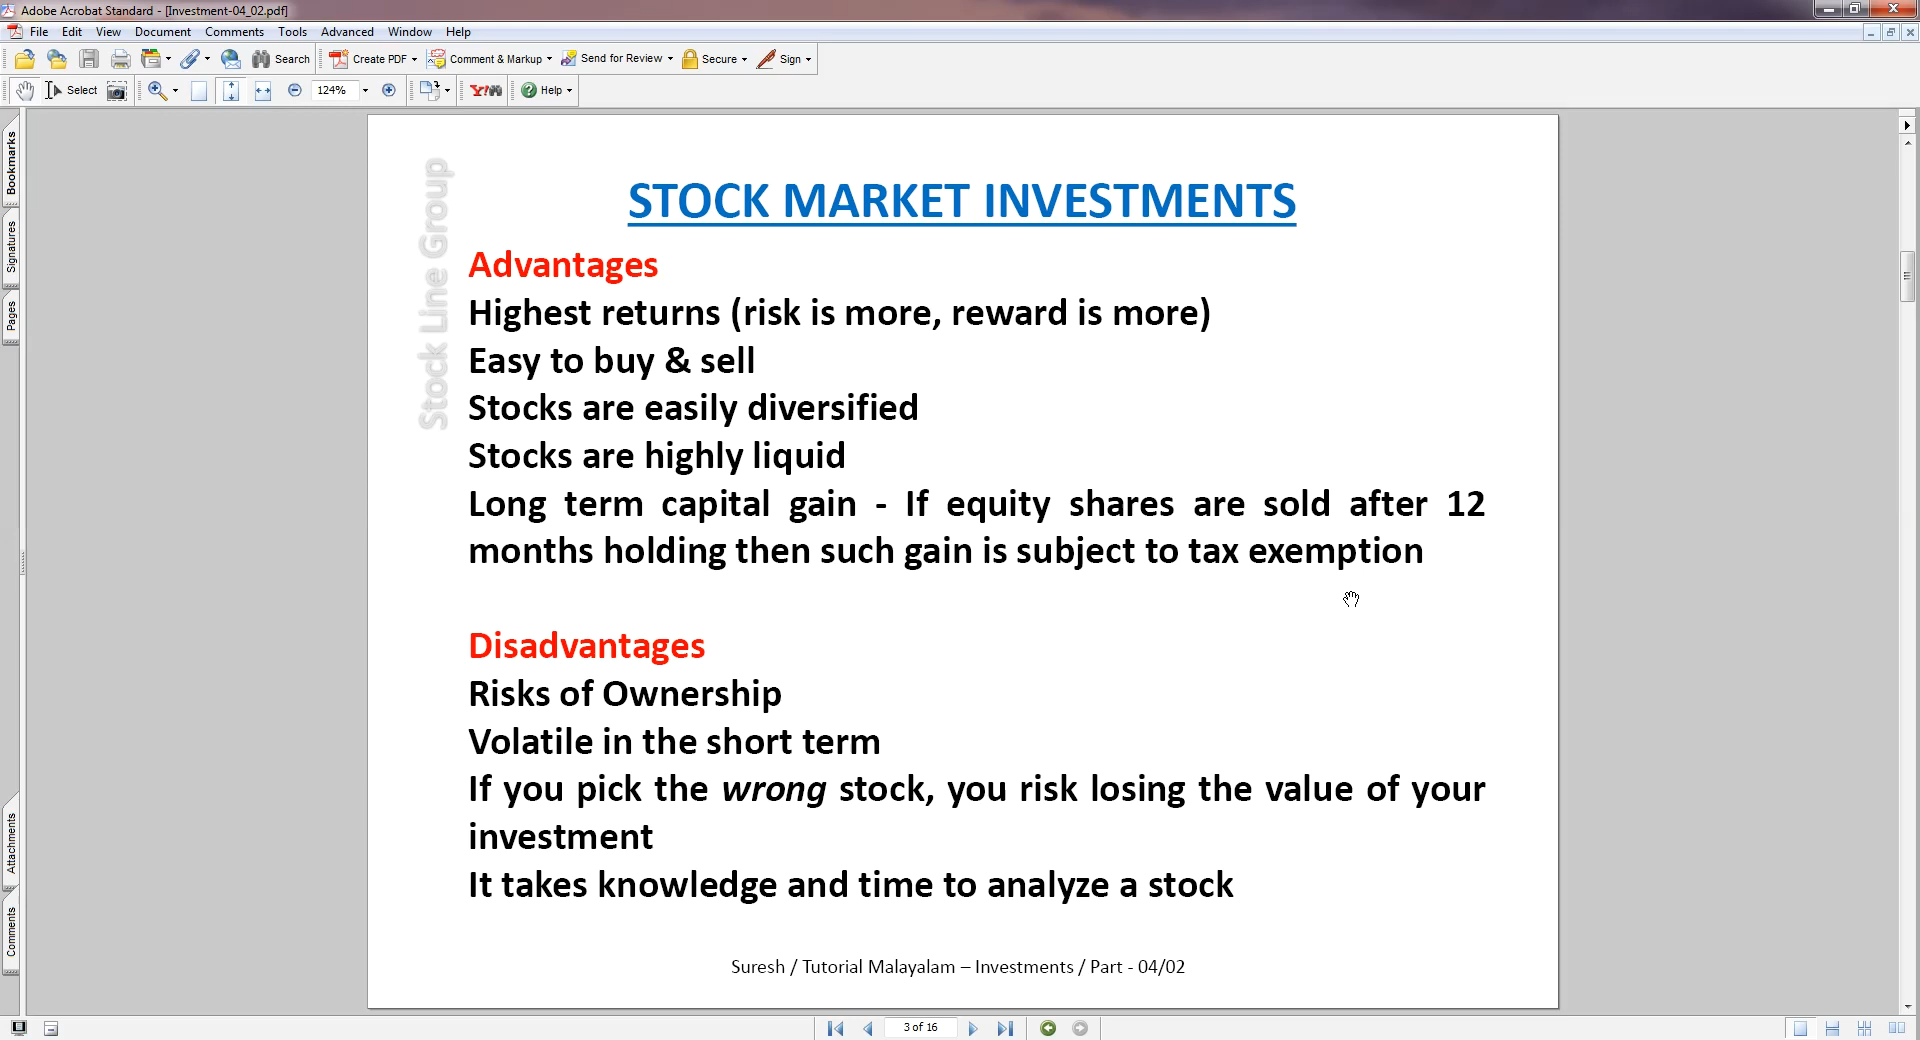 Adobe Acrobat Standard - [Investment-04_02.pdf]
File Edit View Document Comments Tools Advanced Window Help
Search Create PDF Comment & Markup Send for Review Secure Sign
Select 124% Y! Help
Bookmarks
Signatures
Pages
Attachments
Comments
Stock Line Group
STOCK MARKET INVESTMENTS
Advantages
Highest returns (risk is more, reward is more)
Easy to buy & sell
Stocks are easily diversified
Stocks are highly liquid
Long term capital gain - If equity shares are sold after 12
months holding then such gain is subject to tax exemption
Disadvantages
Risks of Ownership
Volatile in the short term
If you pick the wrong stock, you risk losing the value of your
investment
It takes knowledge and time to analyze a stock
Suresh / Tutorial Malayalam – Investments / Part - 04/02
3 of 16